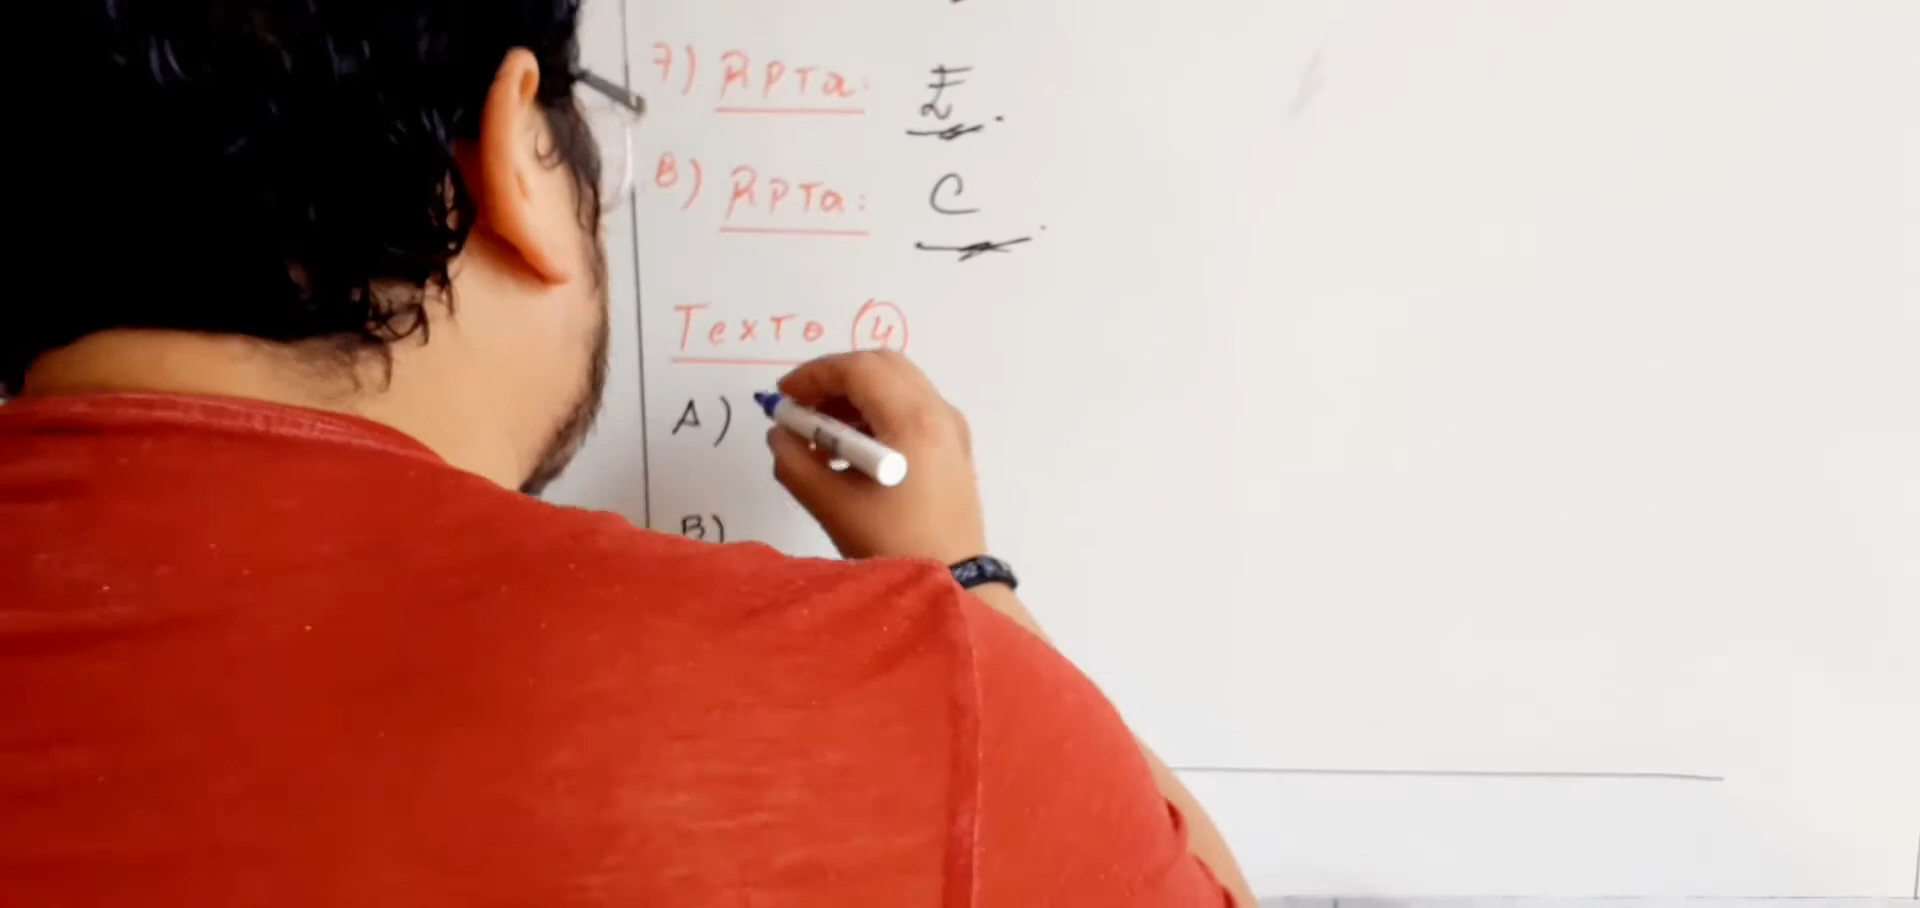 7) Rpta: E.
8) Rpta: C.
Texto 4
A)
B)